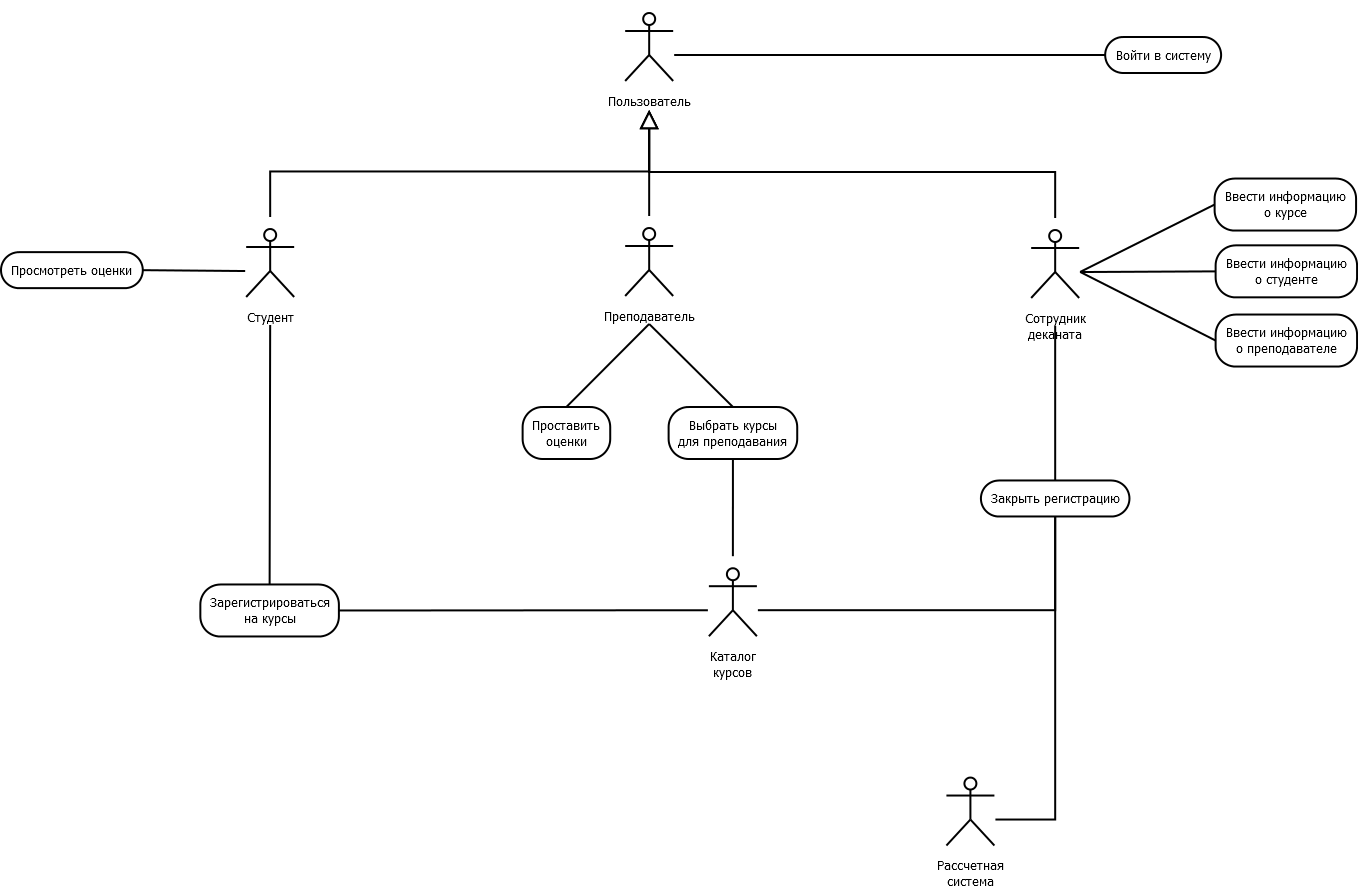 Войти в систему
Пользователь
Ввести информацию
о курсе
Просмотреть оценки
Ввести информацию
о студенте
Студент
Преподаватель
Сотрудник
деканата
Ввести информацию
о преподавателе
Проставить
оценки
Выбрать курсы
для преподавания
Закрыть регистрацию
Зарегистрироваться
на курсы
Каталог
курсов
Рассчетная
система